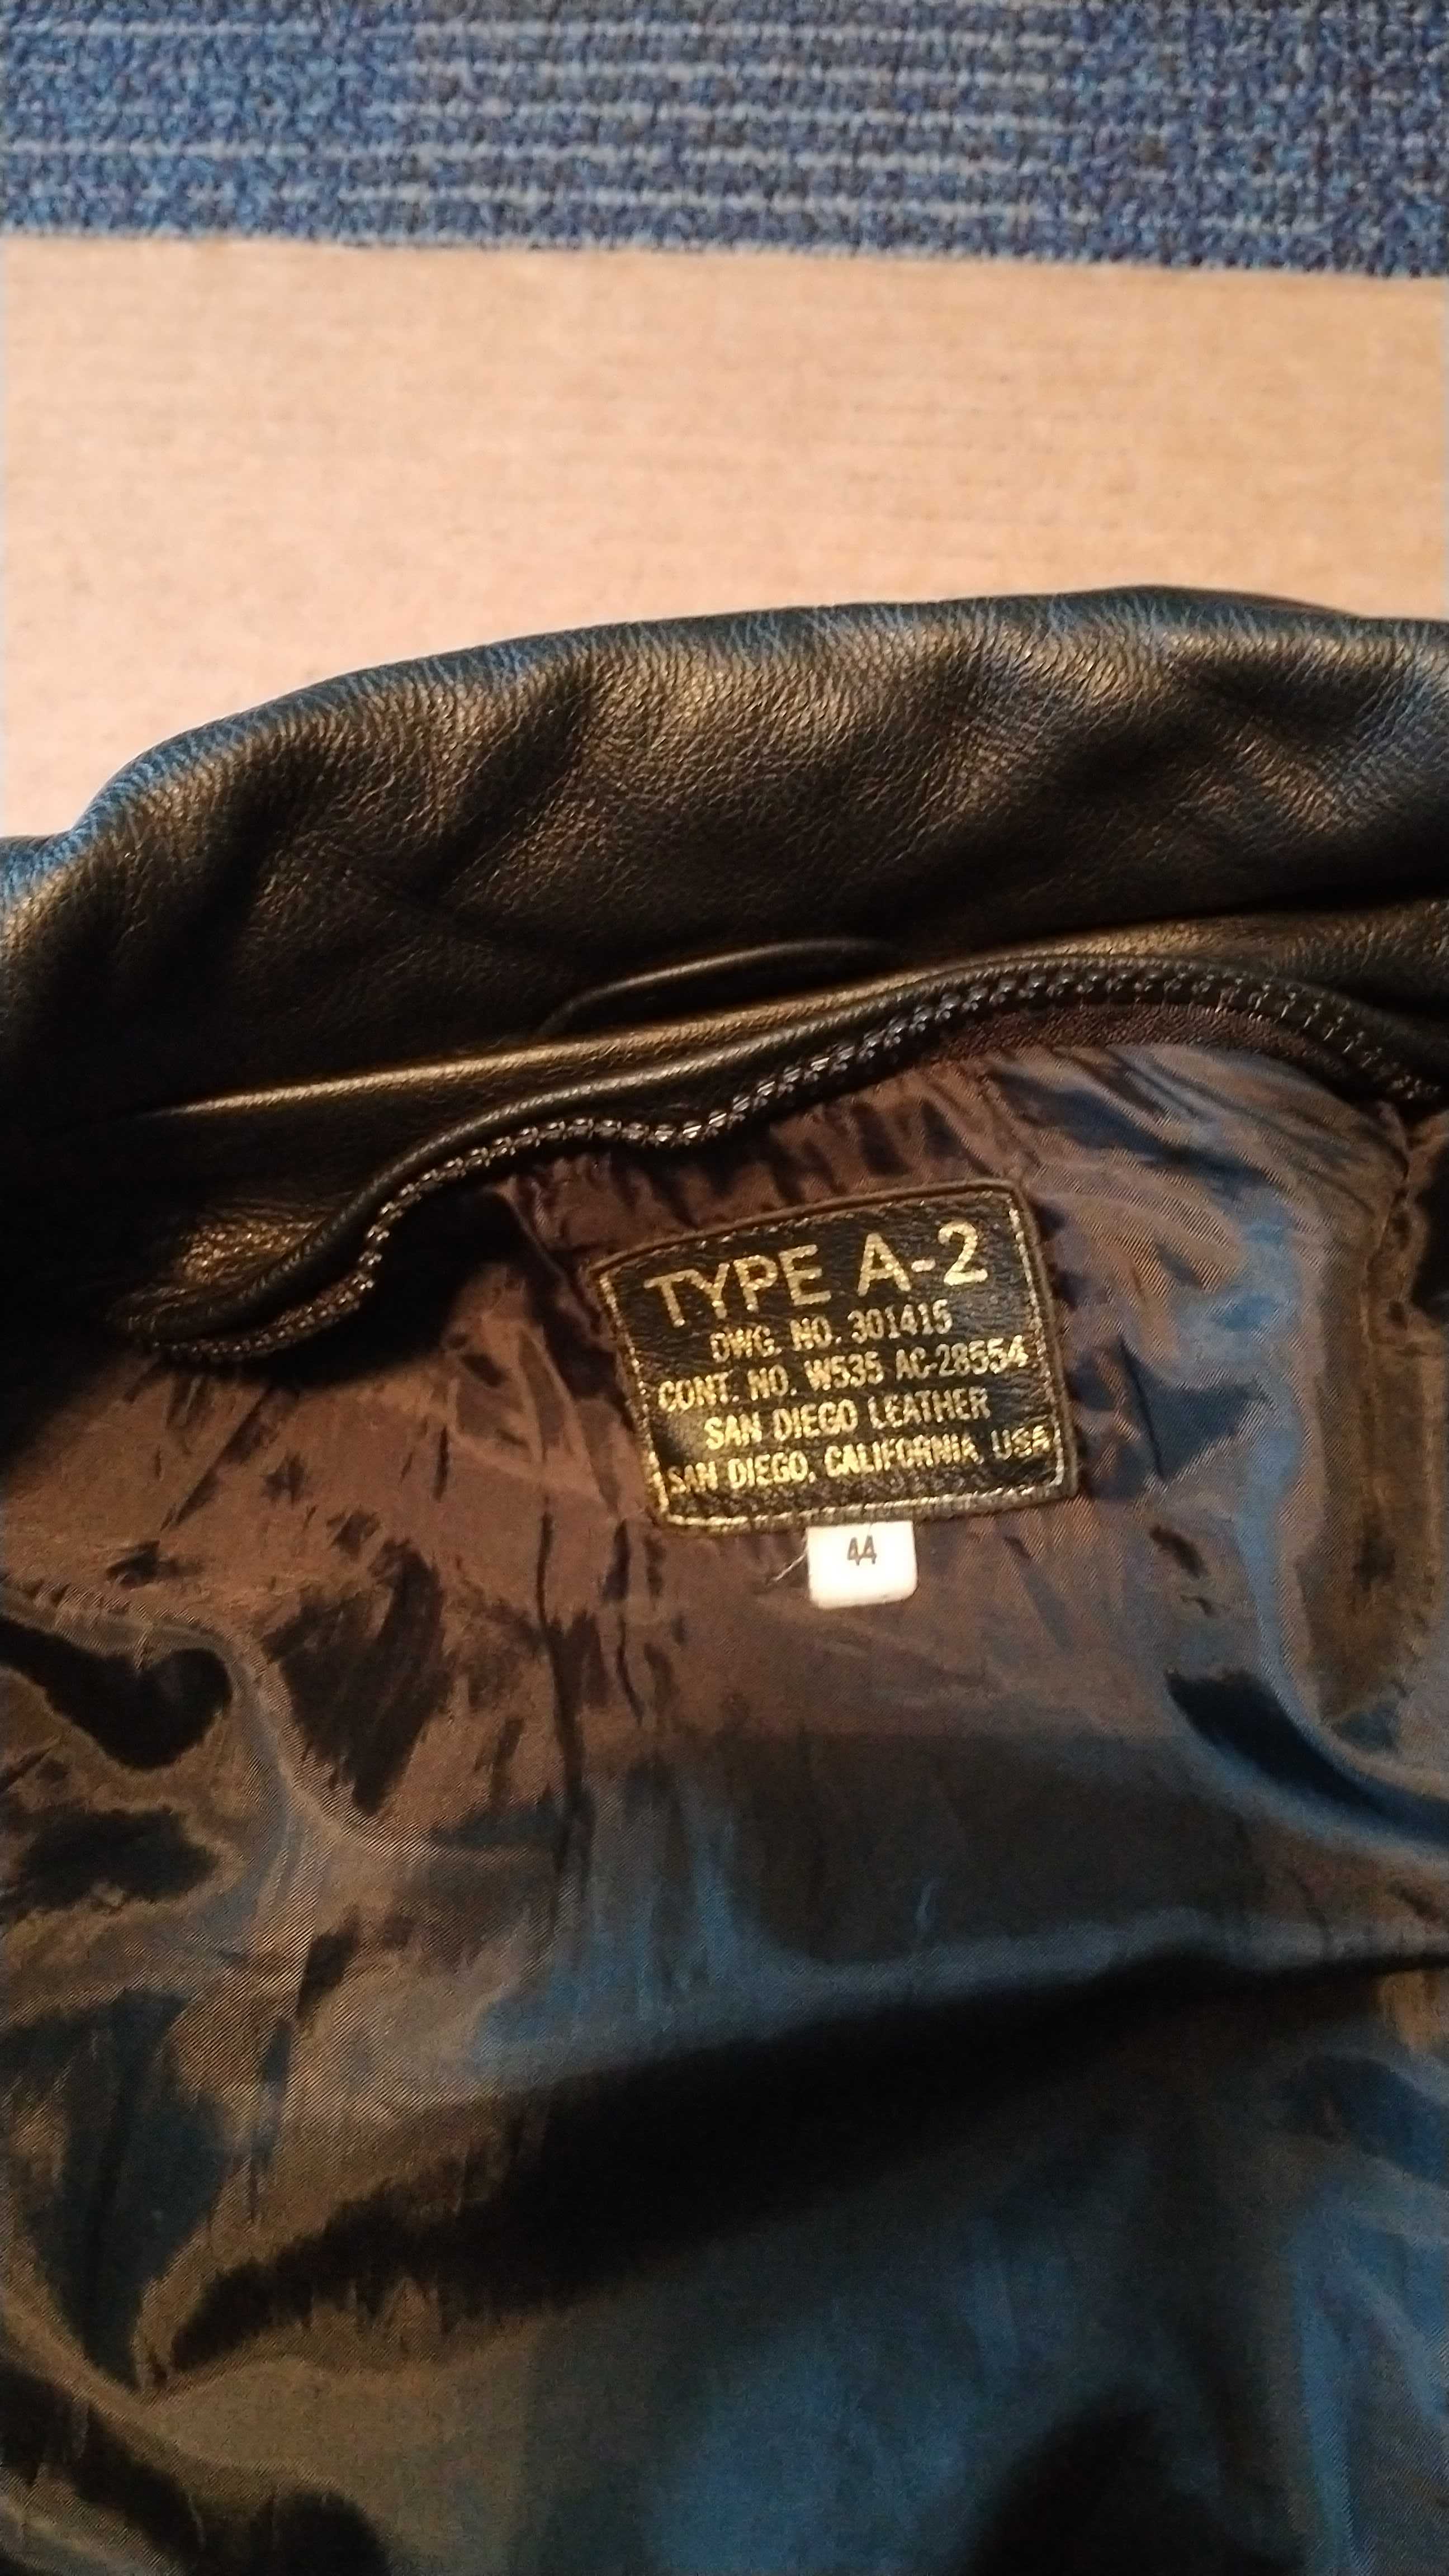 TYPE A-2
DWG. NO. 301415
CONT. NO. W535 AC-28554
SAN DIEGO LEATHER
SAN DIEGO, CALIFORNIA, USA
44